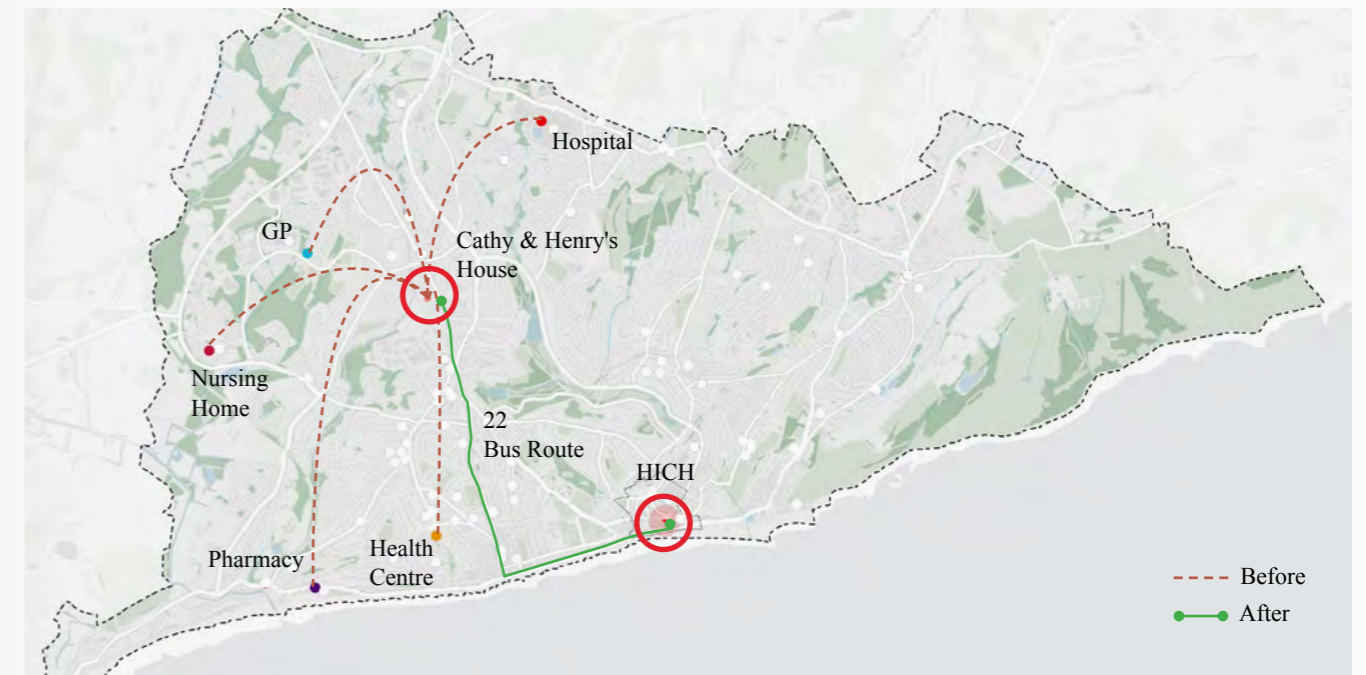 Hospital
GP
Cathy & Henry's
House
Nursing
Home
22
Bus Route
HICH
Pharmacy
Health
Centre
Before
After